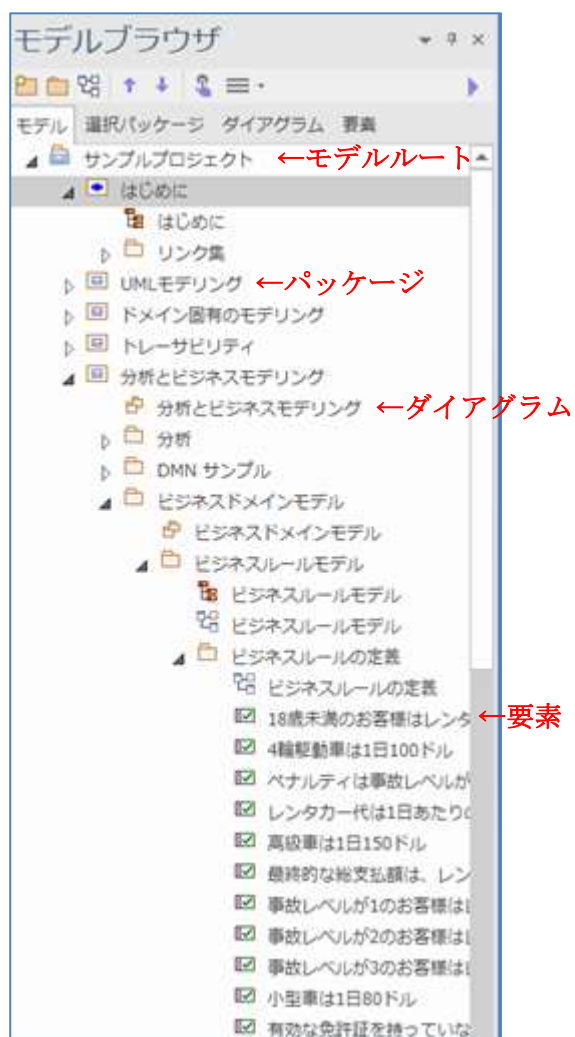 モデルブラウザ
モデル 選択パッケージ ダイアグラム 要素
サンプルプロジェクト ←モデルルート
はじめに
はじめに
リンク集
UMLモデリング ←パッケージ
ドメイン固有のモデリング
トレーサビリティ
分析とビジネスモデリング
分析とビジネスモデリング ←ダイアグラム
分析
DMN サンプル
ビジネスドメインモデル
ビジネスドメインモデル
ビジネスルールモデル
ビジネスルールモデル
ビジネスルールモデル
ビジネスルールの定義
ビジネスルールの定義
18歳未満のお客様はレンタ ←要素
4輪駆動車は1日100ドル
ペナルティは事故レベルが
レンタカー代は1日あたりの
高級車は1日150ドル
最終的な総支払額は、レン
事故レベルが1のお客様は
事故レベルが2のお客様は
事故レベルが3のお客様は
小型車は1日80ドル
有効な免許証を持っていな